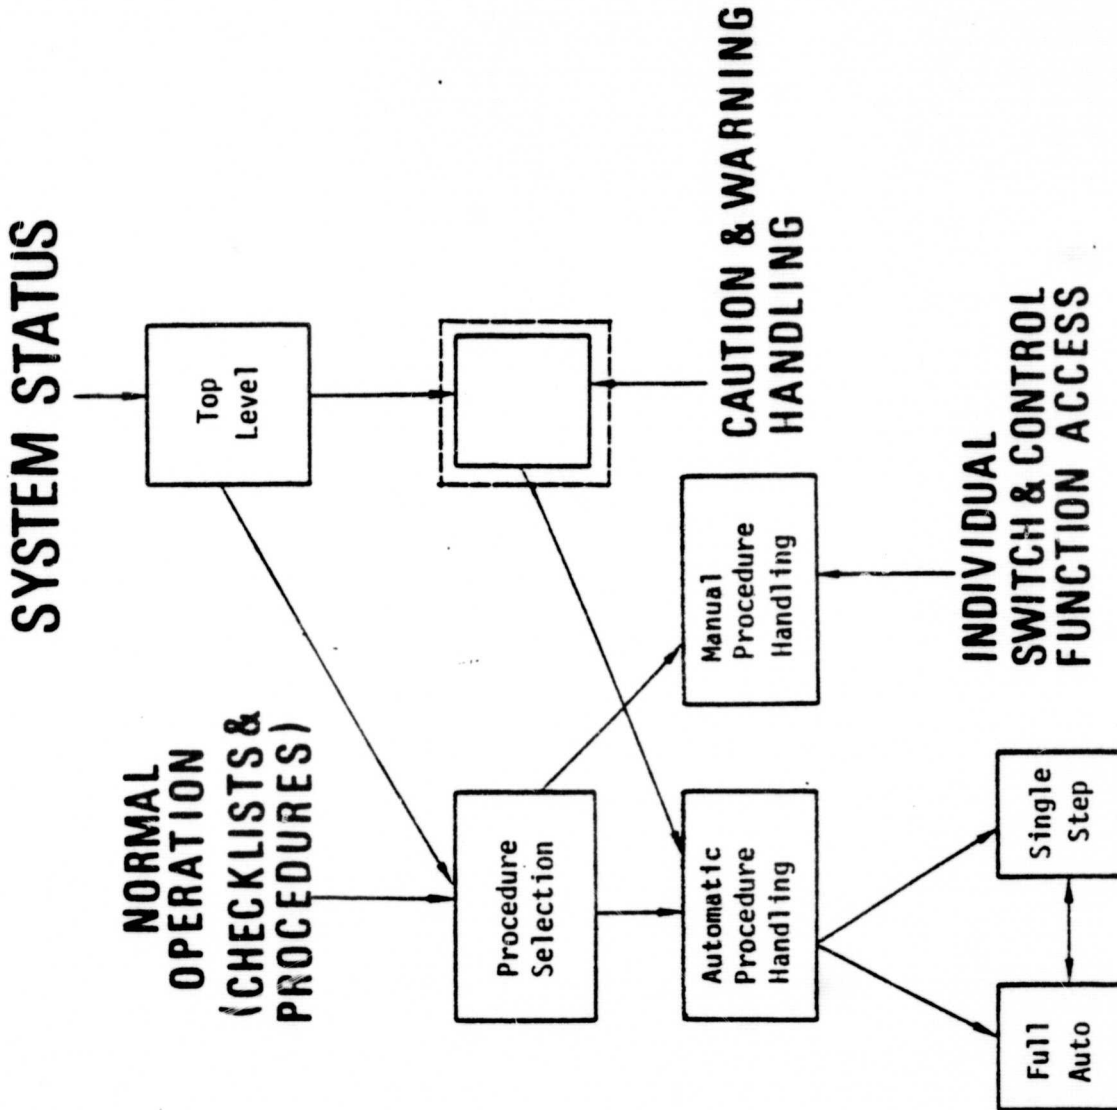 SYSTEM STATUS
Top
Level
NORMAL
OPERATION
(CHECKLISTS &
PROCEDURES)
CAUTION & WARNING
HANDLING
Procedure
Selection
Manual
Procedure
Handling
Automatic
Procedure
Handling
INDIVIDUAL
SWITCH & CONTROL
FUNCTION ACCESS
Single
Step
Full
Auto